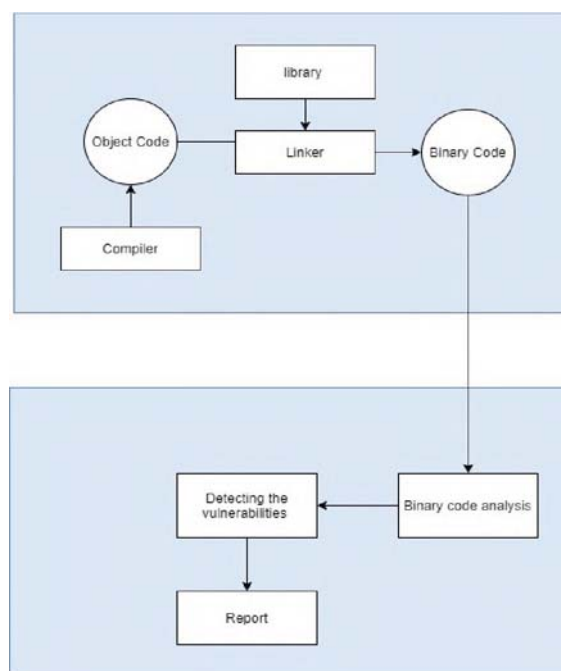 library
Object Code
Linker
Binary Code
Compiler
Detecting the
vulnerabilities
Binary code analysis
Report